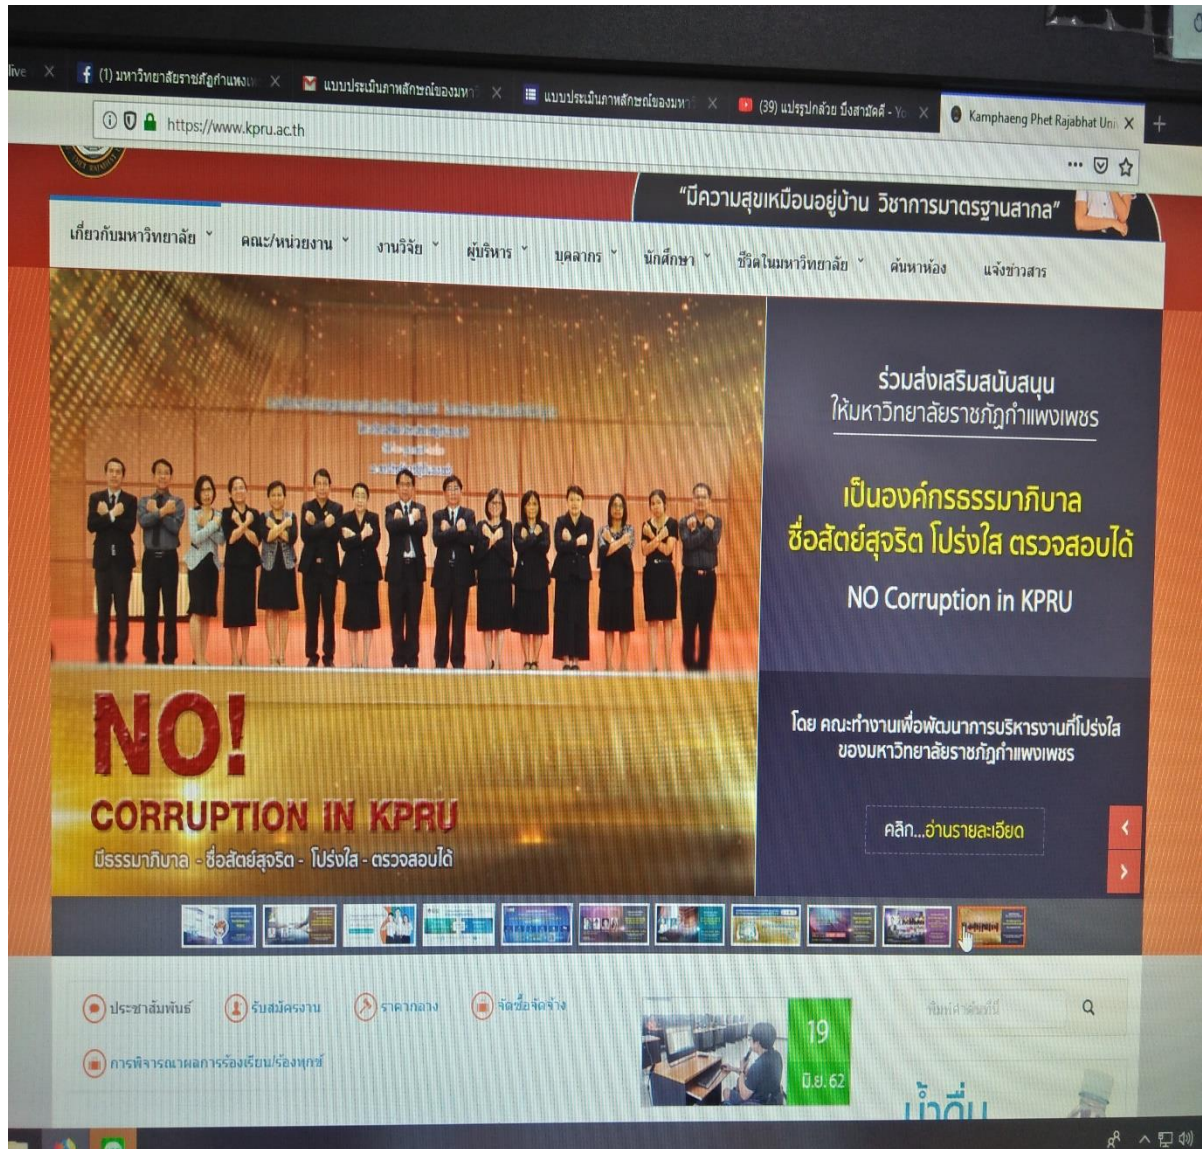 live
(1) มหาวิทยาลัยราชภัฏกำแพงเพ
แบบประเมินภาพลักษณ์ของมหา
แบบประเมินภาพลักษณ์ของมหา
(39) แปรรูปกล้วย บึงสามัคคี - Yo
Kamphaeng Phet Rajabhat Univ
https://www.kpru.ac.th
"มีความสุขเหมือนอยู่บ้าน วิชาการมาตรฐานสากล"
เกี่ยวกับมหาวิทยาลัย คณะ/หน่วยงาน งานวิจัย ผู้บริหาร บุคลากร นักศึกษา ชีวิตในมหาวิทยาลัย ค้นหาห้อง แจ้งข่าวสาร
ร่วมส่งเสริมสนับสนุน
ให้มหาวิทยาลัยราชภัฏกำแพงเพชร
เป็นองค์กรธรรมาภิบาล
ซื่อสัตย์สุจริต โปร่งใส ตรวจสอบได้
NO Corruption in KPRU
โดย คณะทำงานเพื่อพัฒนาการบริหารงานที่โปร่งใส
ของมหาวิทยาลัยราชภัฏกำแพงเพชร
คลิก...อ่านรายละเอียด
NO!
CORRUPTION IN KPRU
มีธรรมาภิบาล - ซื่อสัตย์สุจริต - โปร่งใส - ตรวจสอบได้
ประชาสัมพันธ์ รับสมัครงาน ราคากลาง จัดซื้อจัดจ้าง
การพิจารณาผลการร้องเรียน/ร้องทุกข์
19
มิ.ย. 62
พิมพ์คำค้นที่นี่
น้ำดื่ม